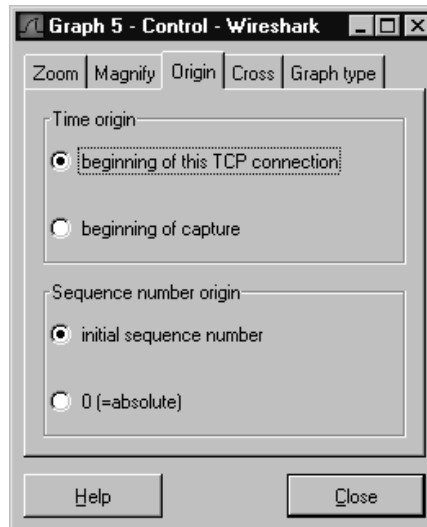 Graph 5 - Control - Wireshark
Zoom Magnify Origin Cross Graph type
Time origin
beginning of this TCP connection
beginning of capture
Sequence number origin
initial sequence number
0 (=absolute)
Help Close